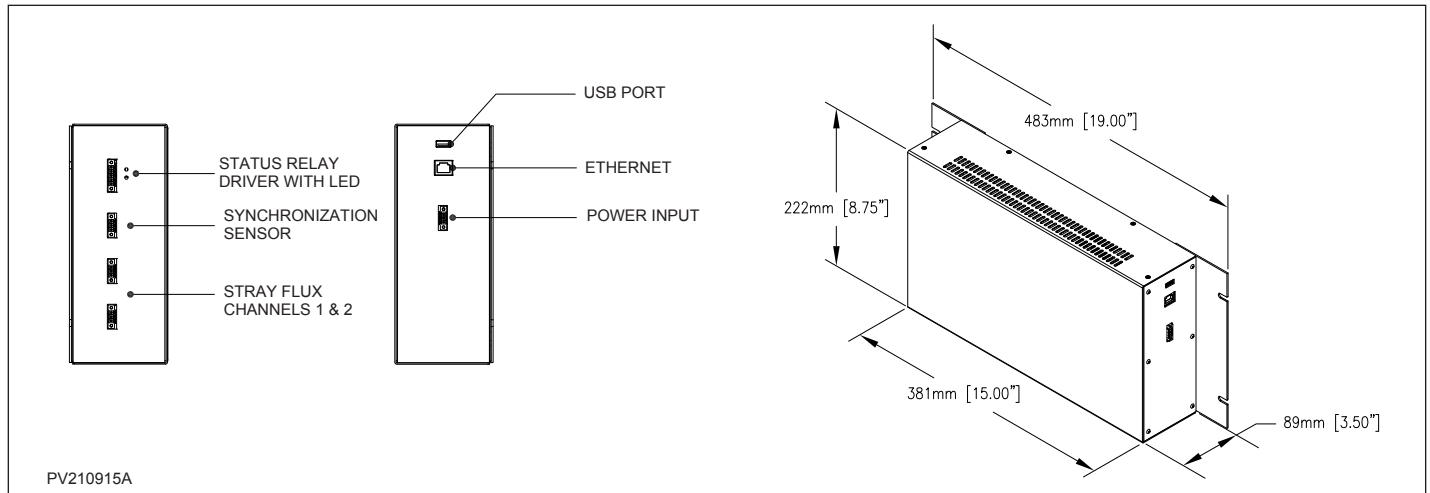 STATUS RELAY
DRIVER WITH LED
SYNCHRONIZATION
SENSOR
STRAY FLUX
CHANNELS 1 & 2
USB PORT
ETHERNET
POWER INPUT
483mm [19.00”]
222mm [8.75”]
381mm [15.00”]
89mm [3.50”]
PV210915A